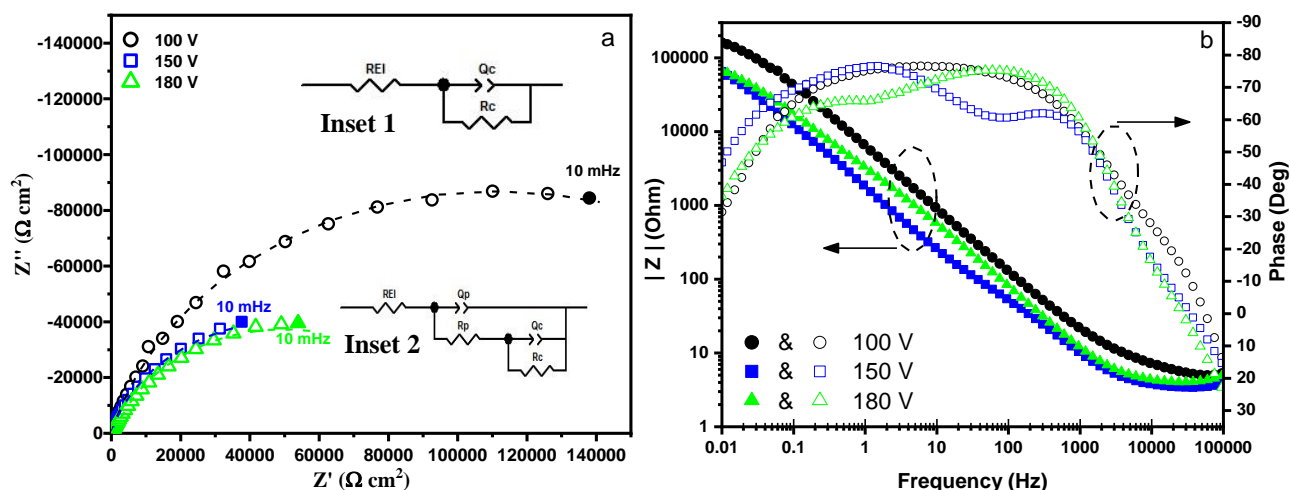 a
-140000
-120000
-100000
-80000
-60000
-40000
-20000
0
Z'' (Ω cm²)
100 V
150 V
180 V
REI
Qc
Rc
Inset 1
10 mHz
10 mHz
10 mHz
REI
Qp
Rp
Qc
Rc
Inset 2
0 20000 40000 60000 80000 100000 120000 140000
Z' (Ω cm²)
b
100000
10000
1000
100
10
1
| Z | (Ohm)
-90
-80
-70
-60
-50
-40
-30
-20
-10
0
10
20
30
Phase (Deg)
& 100 V
& 150 V
& 180 V
0.01 0.1 1 10 100 1000 10000 100000
Frequency (Hz)